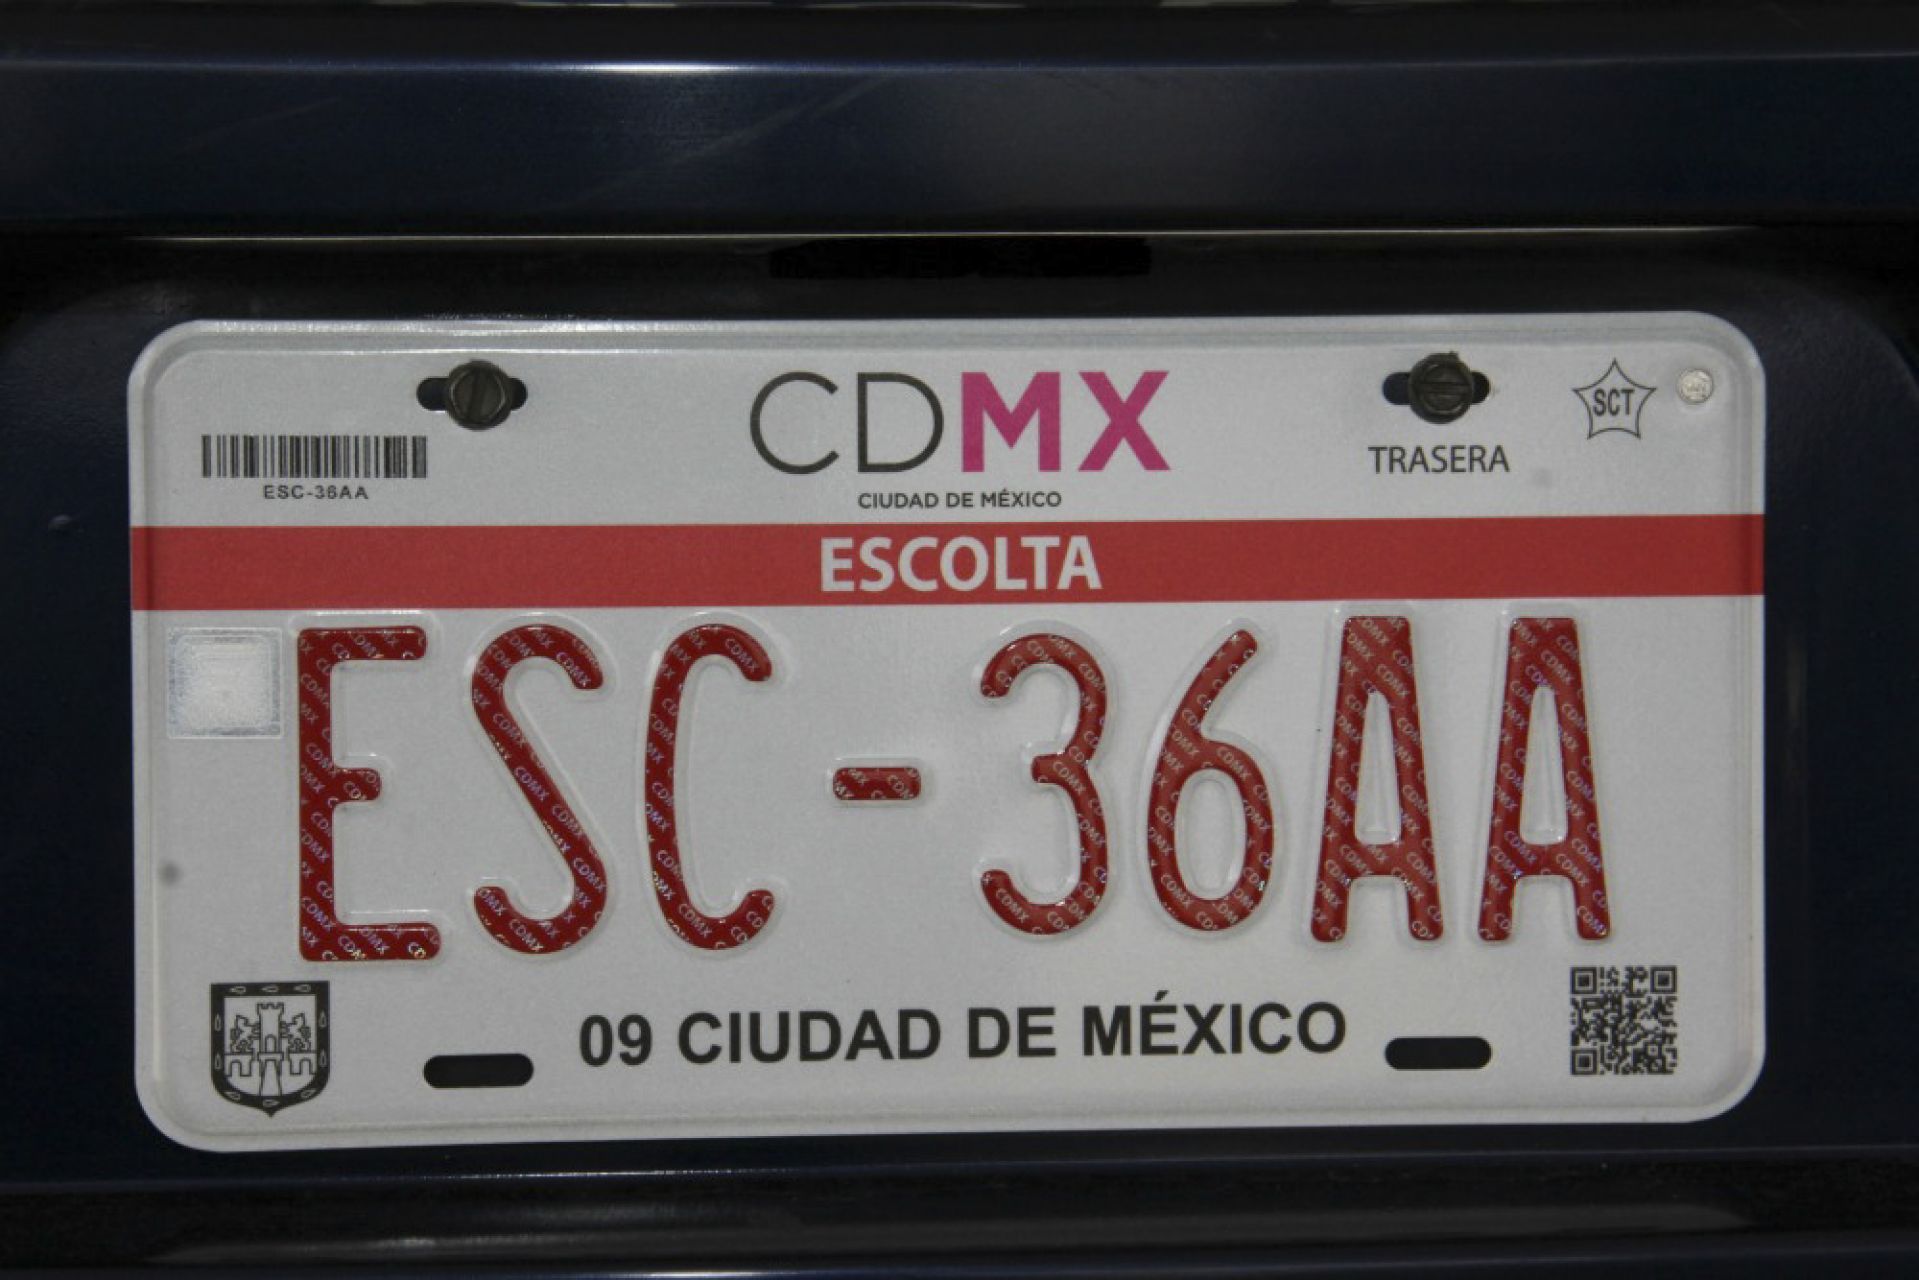 CDMX
CIUDAD DE MÉXICO
TRASERA
SCT
ESC-36AA
ESCOLTA
ESC-36AA
09 CIUDAD DE MÉXICO